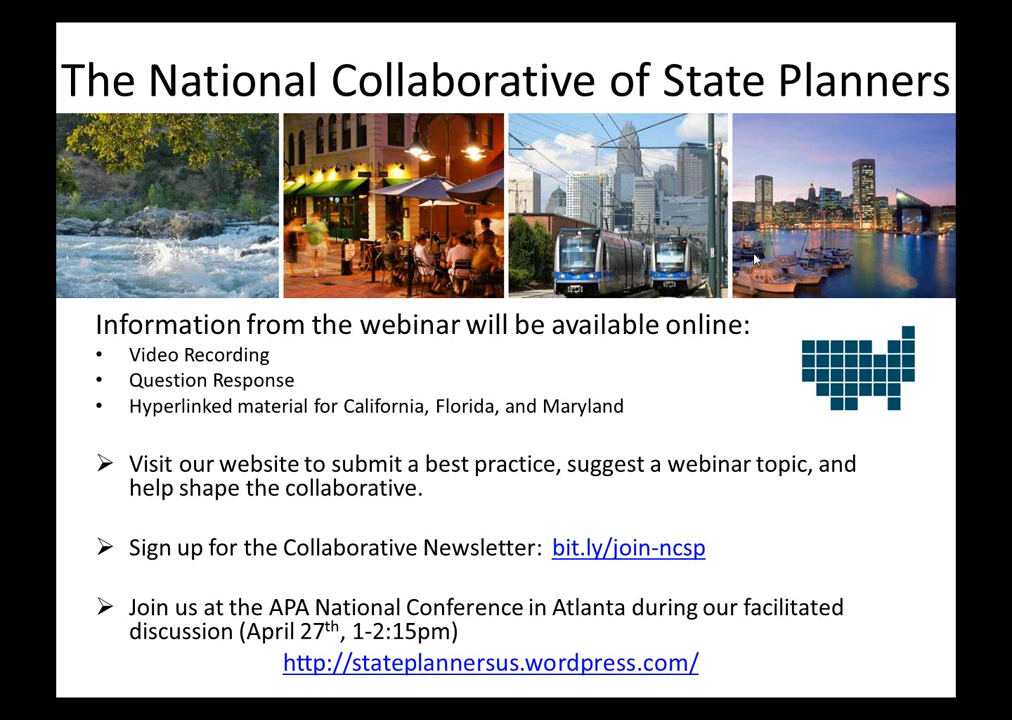 The National Collaborative of State Planners
Information from the webinar will be available online:
• Video Recording
• Question Response
• Hyperlinked material for California, Florida, and Maryland
➢ Visit our website to submit a best practice, suggest a webinar topic, and
help shape the collaborative.
➢ Sign up for the Collaborative Newsletter: bit.ly/join-ncsp
➢ Join us at the APA National Conference in Atlanta during our facilitated
discussion (April 27th, 1-2:15pm)
http://stateplannersus.wordpress.com/